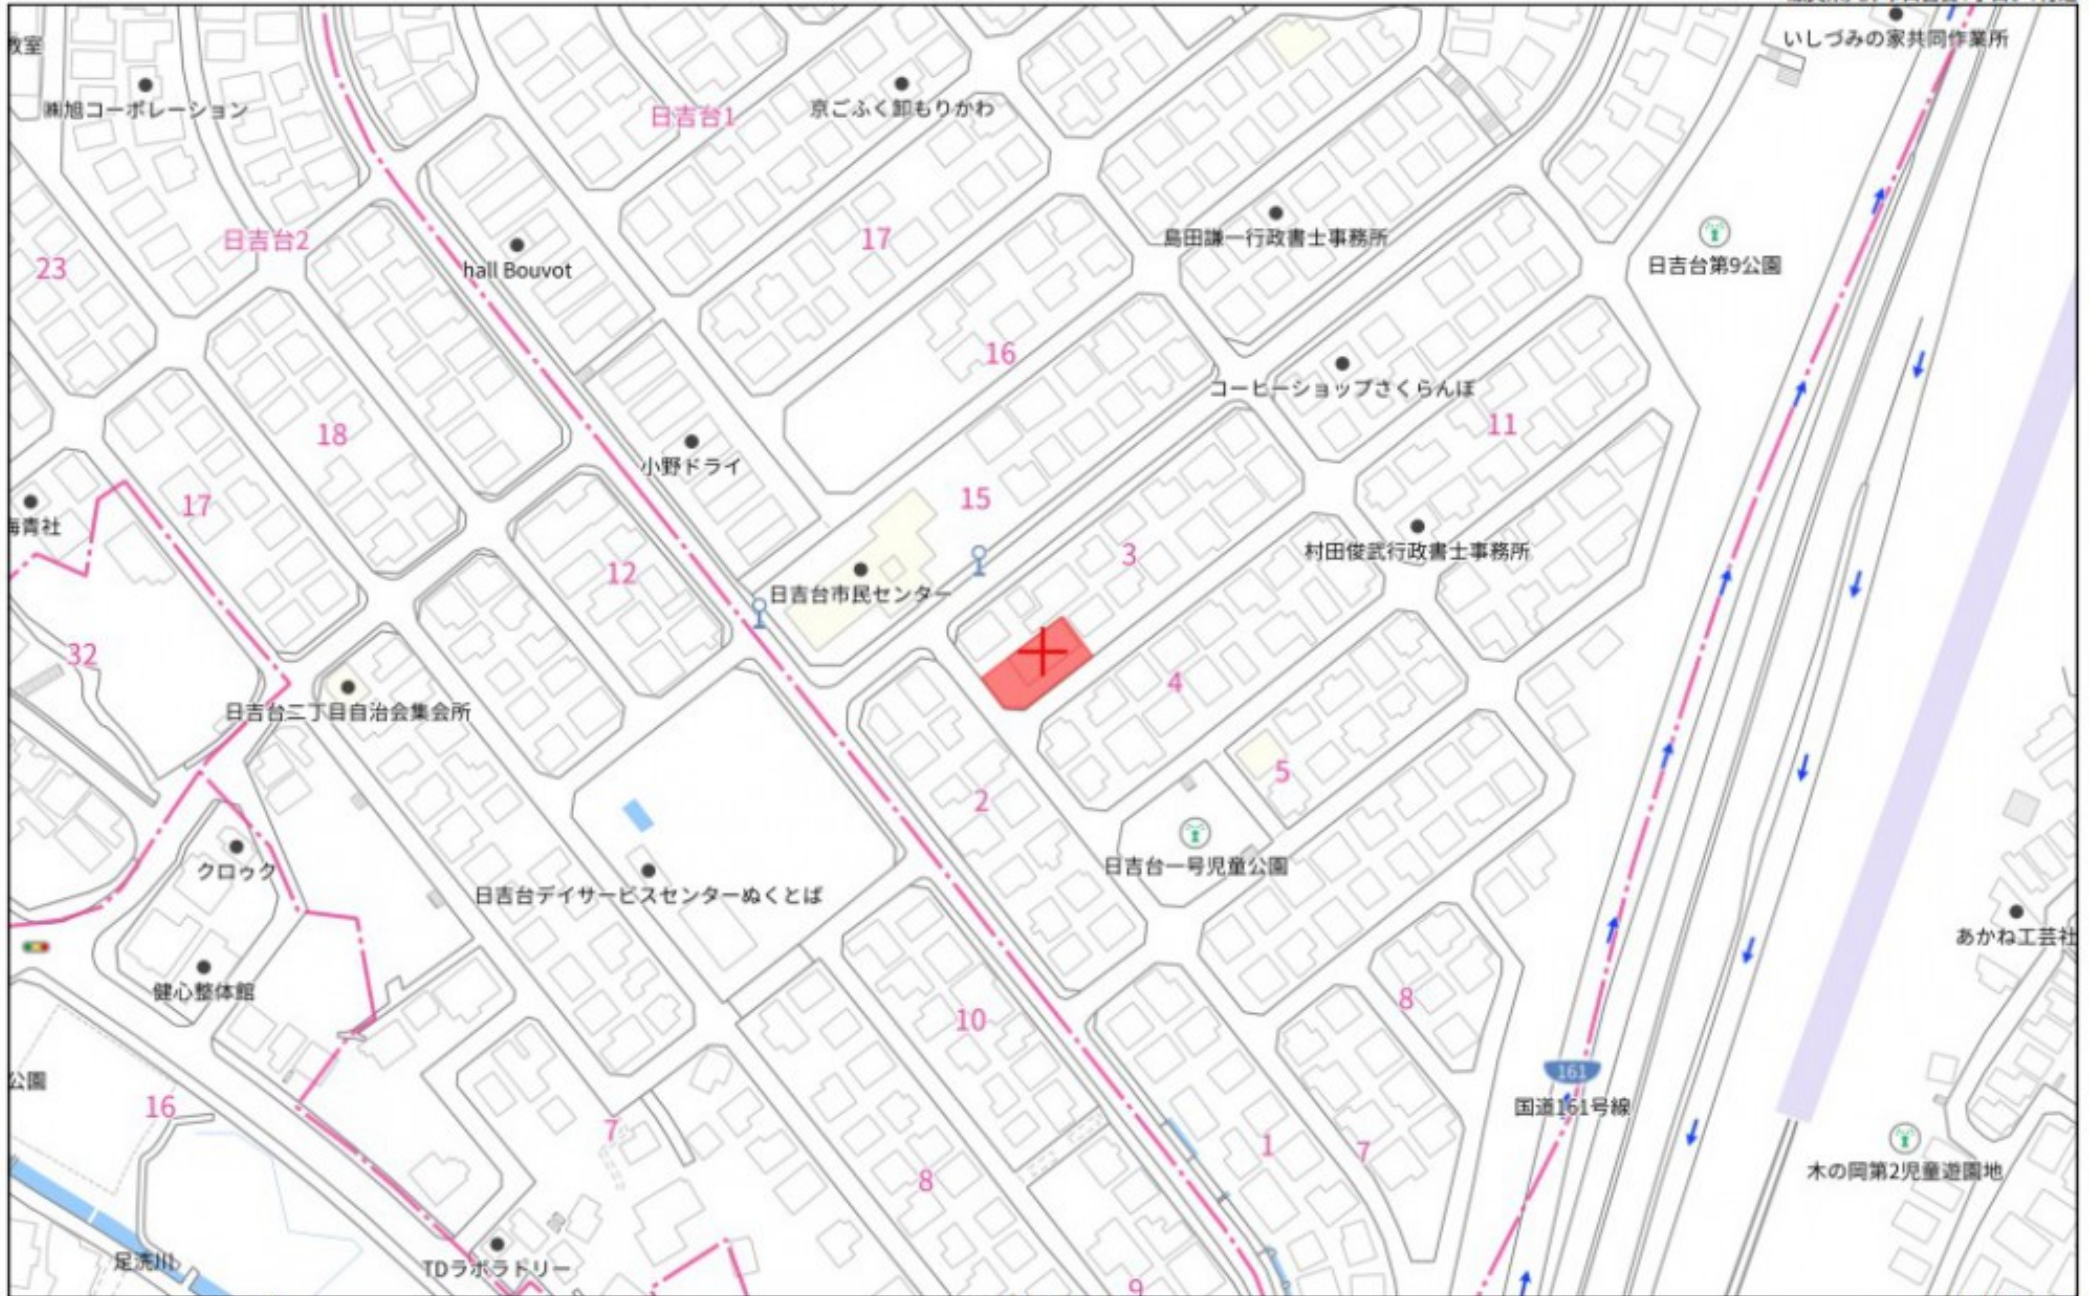 いしづみの家共同作業所
教室
㈱旭コーポレーション
日吉台1
京ごふく卸もりかわ
17
島田謙一行政書士事務所
日吉台2
23
hall Bouvot
日吉台第9公園
16
コーヒーショップさくらんぼ
11
18
小野ドライ
15
17
海青社
3
村田俊武行政書士事務所
12
日吉台市民センター
32
4
日吉台二丁目自治会集会所
5
2
クロゥク
日吉台一号児童公園
日吉台デイサービスセンターぬくとば
あかね工芸社
健心整体館
8
10
161
国道161号線
公園
16
7
1
7
木の岡第2児童遊園地
8
足洗川
TDラボラドリー
9